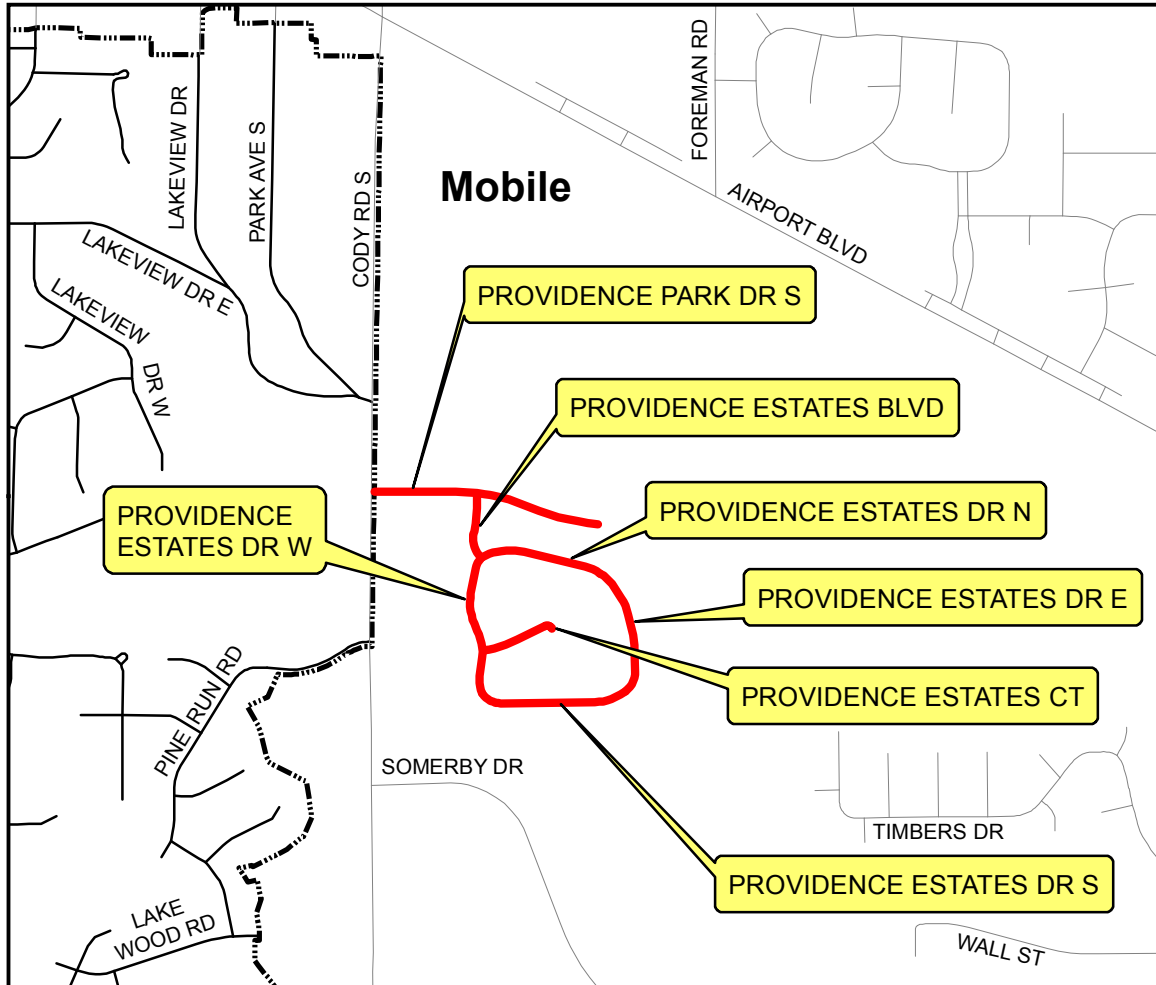 FOREMAN RD
LAKEVIEW DR
PARK AVE S
CODY RD S
Mobile
AIRPORT BLVD
LAKEVIEW DR E
LAKEVIEW
DR W
PROVIDENCE PARK DR S
PROVIDENCE ESTATES BLVD
PROVIDENCE
ESTATES DR W
PROVIDENCE ESTATES DR N
PROVIDENCE ESTATES DR E
PROVIDENCE ESTATES CT
PINE RUN RD
SOMERBY DR
TIMBERS DR
PROVIDENCE ESTATES DR S
LAKE
WOOD RD
WALL ST